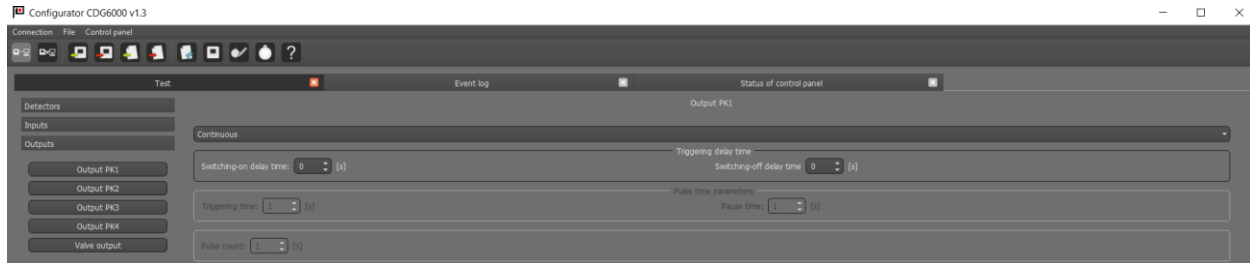 Configurator CDG6000 v1.3
Connection File Control panel
?
Test Event log Status of control panel
Detectors
Inputs
Outputs
Output PK1
Output PK2
Output PK3
Output PK4
Valve output
Output PK1
Continuous
Triggering delay time
Switching-on delay time: 0 [s] Switching-off delay time 0 [s]
Pulse time parameters
Triggering time: 1 [s] Pause time: 1 [s]
Pulse count: 1 [s]